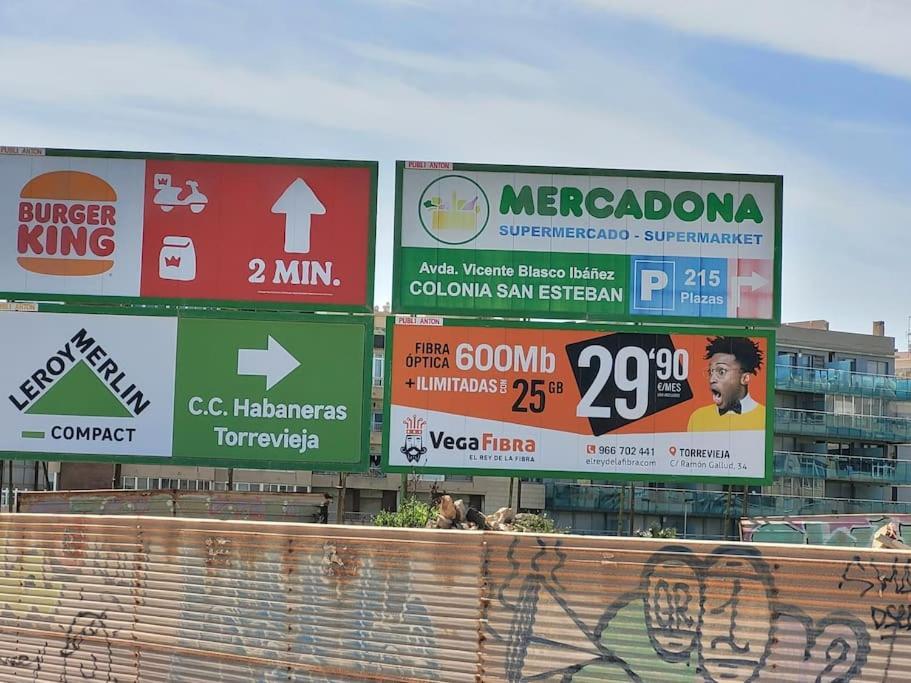 PUBLI ANTON
BURGER
KING
2 MIN.
PUBLI ANTON
MERCADONA
SUPERMERCADO - SUPERMARKET
Avda. Vicente Blasco Ibáñez
COLONIA SAN ESTEBAN
P
215
Plazas
LEROY MERLIN
COMPACT
C.C. Habaneras
Torrevieja
PUBLI ANTON
FIBRA
ÓPTICA
600Mb
+ILIMITADAS CON 25 GB
29'90
€/MES
VegaFIBRA
EL REY DE LA FIBRA
966 702 441
elreydelafibra.com
TORREVIEJA
C/ Ramón Gallud, 34